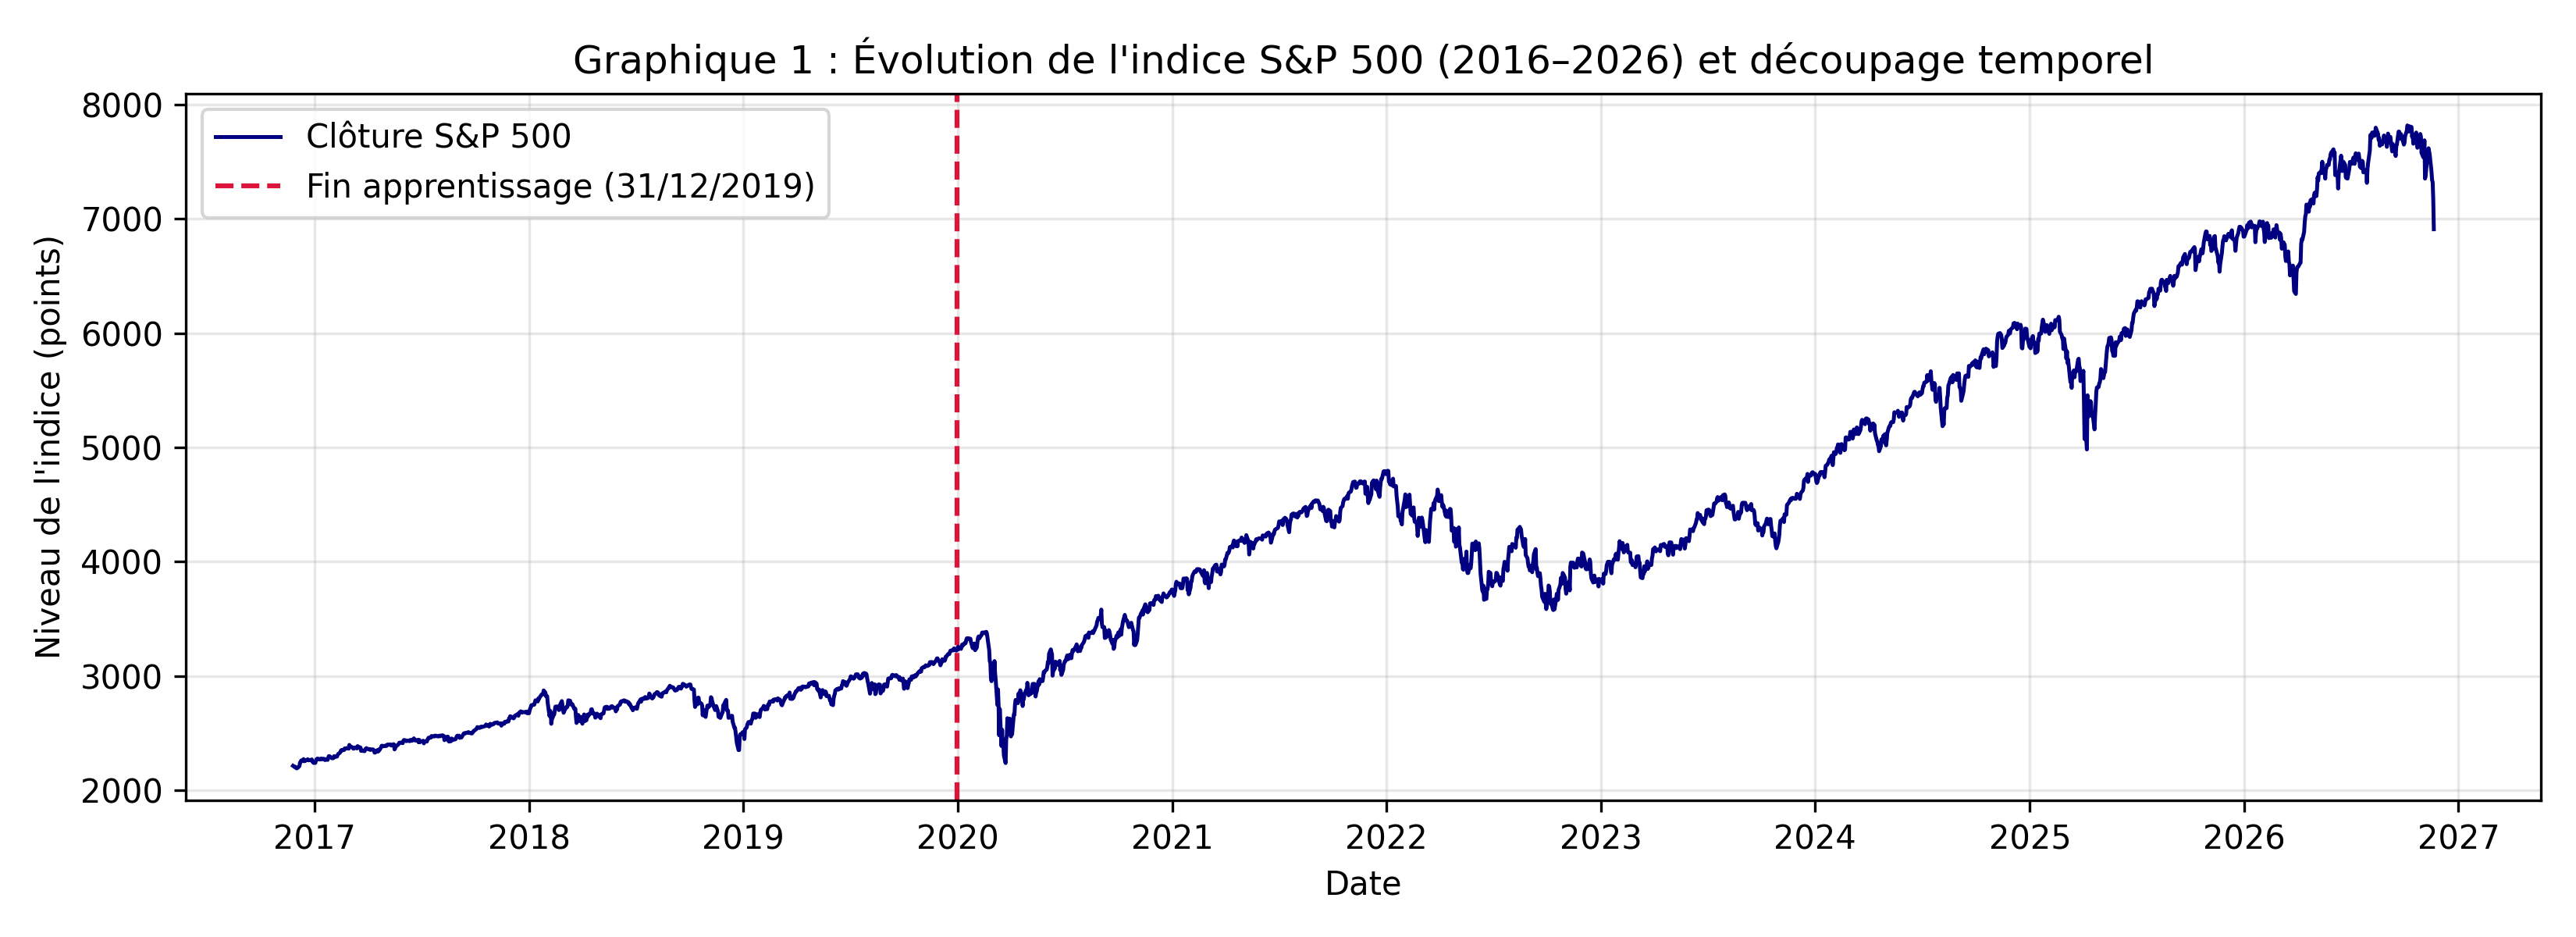 Graphique 1 : Évolution de l'indice S&P 500 (2016–2026) et découpage temporel
Clôture S&P 500
Fin apprentissage (31/12/2019)
Niveau de l'indice (points)
8000
7000
6000
5000
4000
3000
2000
2017 2018 2019 2020 2021 2022 2023 2024 2025 2026 2027
Date